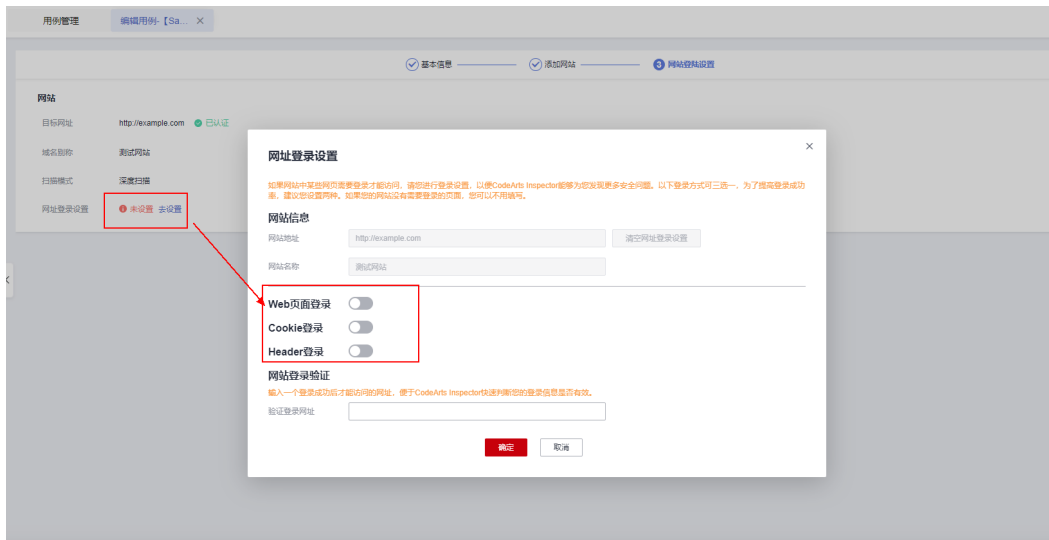 用例管理
编辑用例-【Sa...
基本信息
添加网站
3 网站登陆设置
网站
目标网址 http://example.com 已认证
域名别称 测试网站
扫描模式 深度扫描
网址登录设置 未设置 去设置
网址登录设置
如果网站中某些网页需要登录才能访问，请您进行登录设置，以便CodeArts Inspector能够为您发现更多安全问题。以下登录方式可三选一，为了提高登录成功
率，建议您设置两种。如果您的网站没有需要登录的页面，您可以不用填写。
网站信息
网站地址 http://example.com 清空网址登录设置
网站名称 测试网站
Web页面登录
Cookie登录
Header登录
网站登录验证
输入一个登录成功后才能访问的网址，便于CodeArts Inspector快速判断您的登录信息是否有效。
验证登录网址
确定 取消